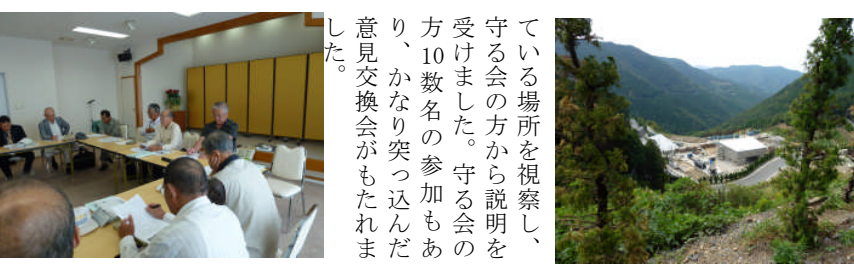 ている場所を視察し、
守る会の方から説明を
受けました。守る会の
方10数名の参加もあ
り、かなり突っ込んだ
意見交換会がもたれま
した。